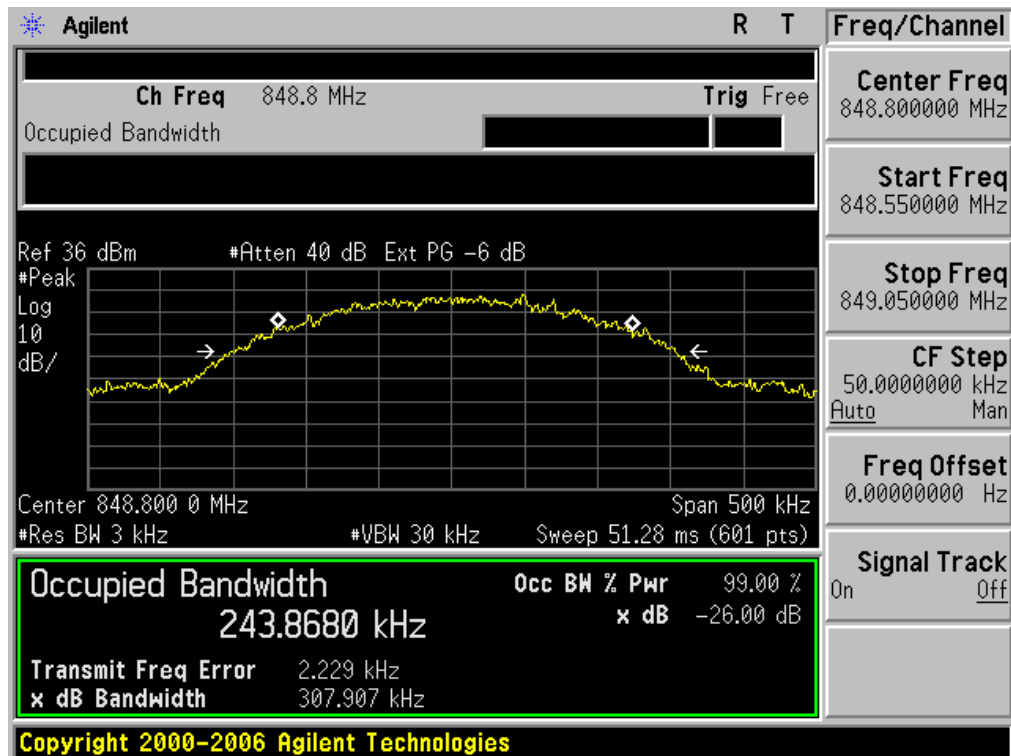 Agilent R T
Ch Freq 848.8 MHz Trig Free
Occupied Bandwidth
Ref 36 dBm #Atten 40 dB Ext PG -6 dB
#Peak
Log
10
dB/
Center 848.800 0 MHz Span 500 kHz
#Res BW 3 kHz #VBW 30 kHz Sweep 51.28 ms (601 pts)
Occupied Bandwidth
243.8680 kHz
Occ BW % Pwr 99.00 %
x dB -26.00 dB
Transmit Freq Error 2.229 kHz
x dB Bandwidth 307.907 kHz
Copyright 2000-2006 Agilent Technologies
Freq/Channel
Center Freq
848.800000 MHz
Start Freq
848.550000 MHz
Stop Freq
849.050000 MHz
CF Step
50.0000000 kHz
Auto Man
Freq Offset
0.00000000 Hz
Signal Track
On Off